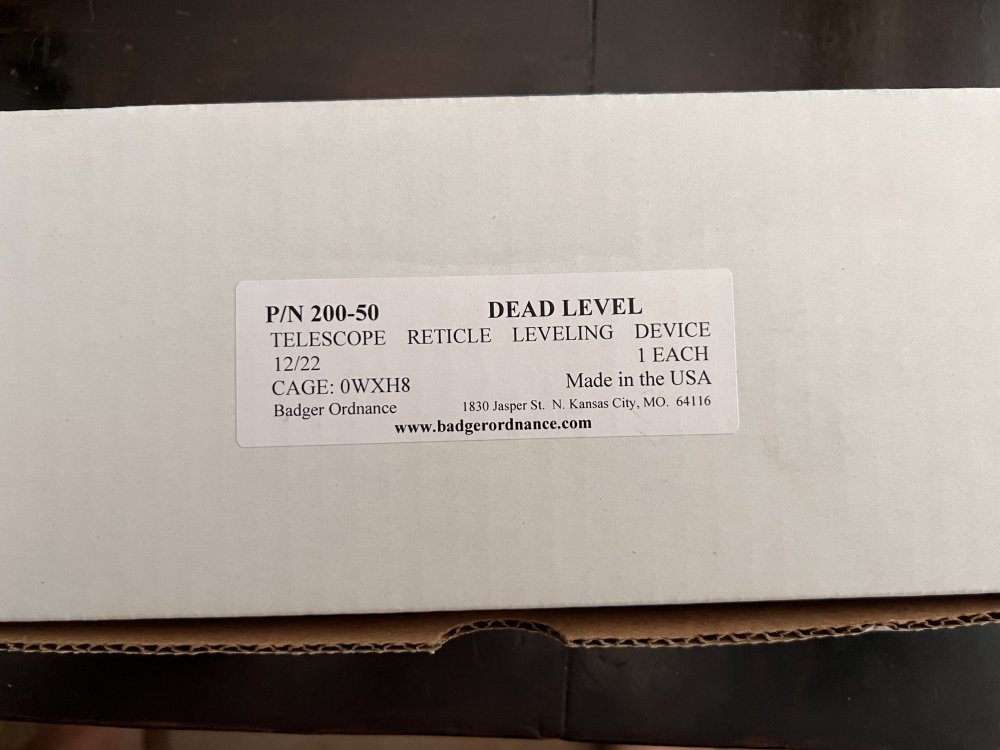 P/N 200-50 DEAD LEVEL
TELESCOPE RETICLE LEVELING DEVICE
12/22 1 EACH
CAGE: 0WXH8 Made in the USA
Badger Ordnance 1830 Jasper St. N. Kansas City, MO. 64116
www.badgerordnance.com